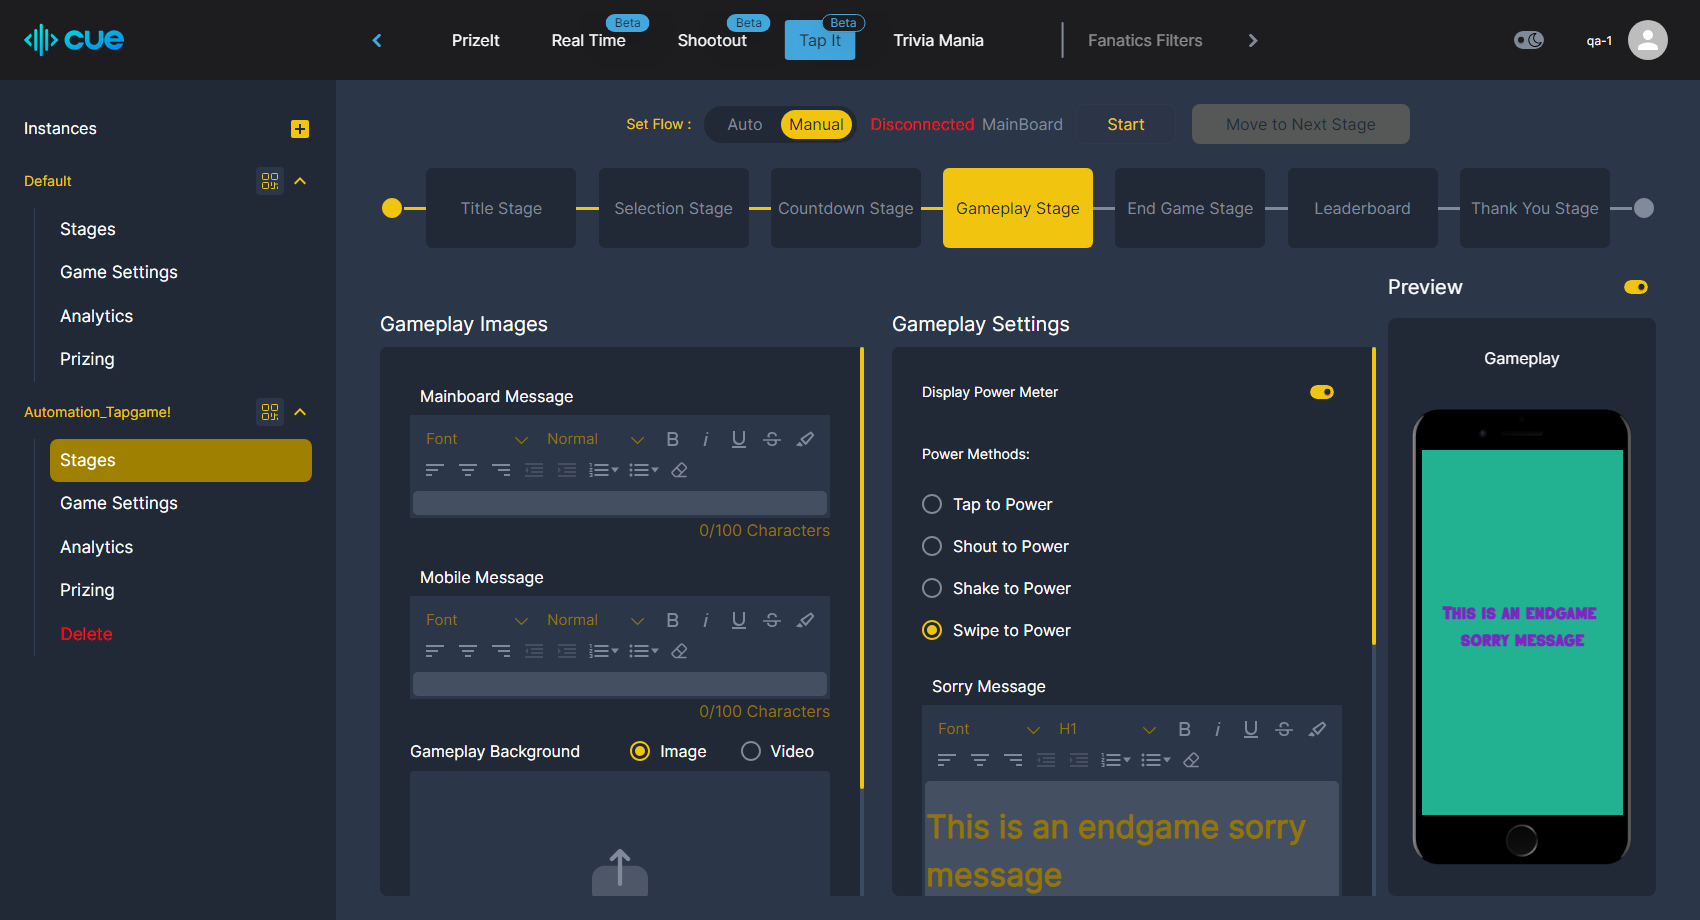 cue
PrizeIt
Beta
Real Time
Beta
Shootout
Beta
Tap It
Trivia Mania
Fanatics Filters
qa-1
Instances
Default
Stages
Game Settings
Analytics
Prizing
Automation_Tapgame!
Stages
Game Settings
Analytics
Prizing
Delete
Set Flow :
Auto
Manual
Disconnected MainBoard
Start
Move to Next Stage
Title Stage
Selection Stage
Countdown Stage
Gameplay Stage
End Game Stage
Leaderboard
Thank You Stage
Gameplay Images
Mainboard Message
Font
Normal
B i U S
0/100 Characters
Mobile Message
Font
Normal
B i U S
0/100 Characters
Gameplay Background
Image
Video
Gameplay Settings
Display Power Meter
Power Methods:
Tap to Power
Shout to Power
Shake to Power
Swipe to Power
Sorry Message
Font
H1
B i U S
This is an endgame sorry
message
Preview
Gameplay
This is an endgame
sorry message